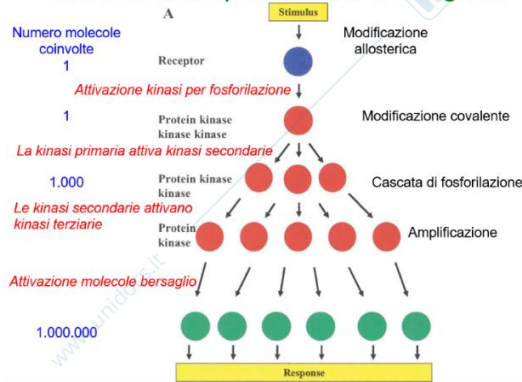 A
Stimulus
Numero molecole
coinvolte
Modificazione
allosterica
1
Receptor
Attivazione kinasi per fosforilazione
1
Protein kinase
kinase kinase
Modificazione covalente
La kinasi primaria attiva kinasi secondarie
1.000
Protein kinase
kinase
Cascata di fosforilazione
Le kinasi secondarie attivano
kinasi terziarie
Protein
kinase
Amplificazione
Attivazione molecole bersaglio
1.000.000
Response